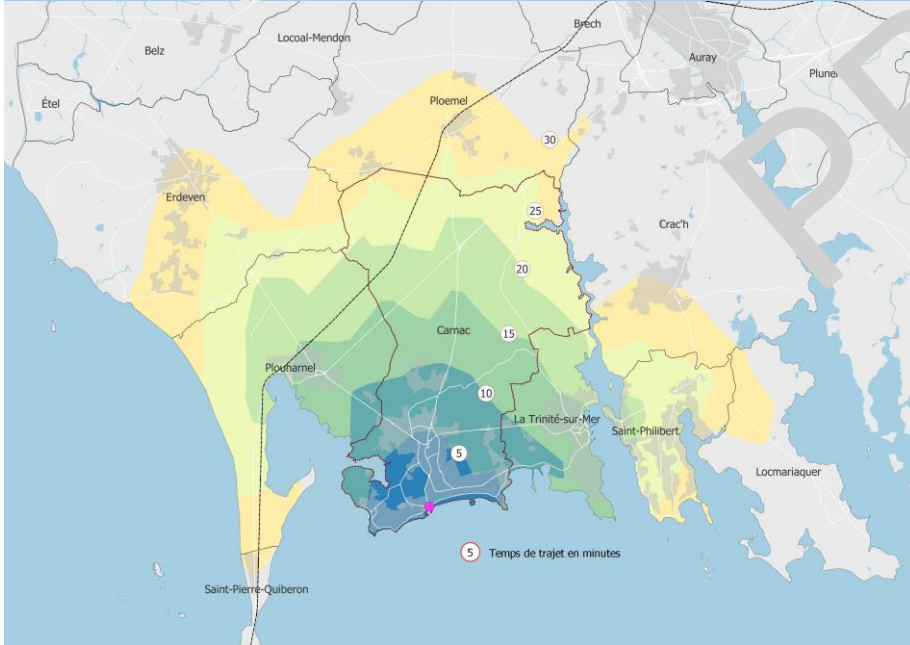 Brech
Locoal-Mendon
Belz
Auray
Plune
Étel
Ploemel
30
Erdeven
25
Crac'h
20
Carnac
15
Plouharnel
10
La Trinité-sur-Mer
Saint-Philibert
5
Locmariaquer
5 Temps de trajet en minutes
Saint-Pierre-Quiberon